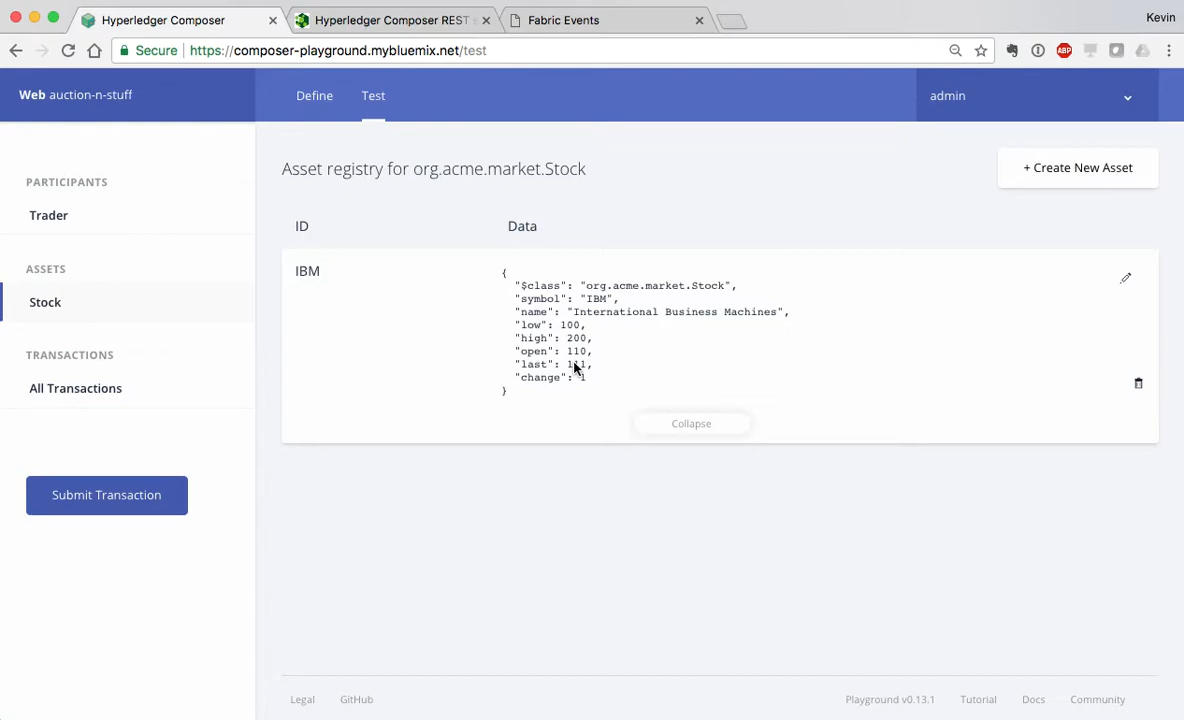 Hyperledger Composer
Hyperledger Composer REST
Fabric Events
Kevin
Secure
https://composer-playground.mybluemix.net/test
ABP
Web auction-n-stuff
Define
Test
admin
PARTICIPANTS
Trader
ASSETS
Stock
TRANSACTIONS
All Transactions
Submit Transaction
Asset registry for org.acme.market.Stock
+ Create New Asset
ID
Data
IBM
{
"$class": "org.acme.market.Stock",
"symbol": "IBM",
"name": "International Business Machines",
"low": 100,
"high": 200,
"open": 110,
"last": 111,
"change": 1
}
Collapse
Legal
GitHub
Playground v0.13.1
Tutorial
Docs
Community